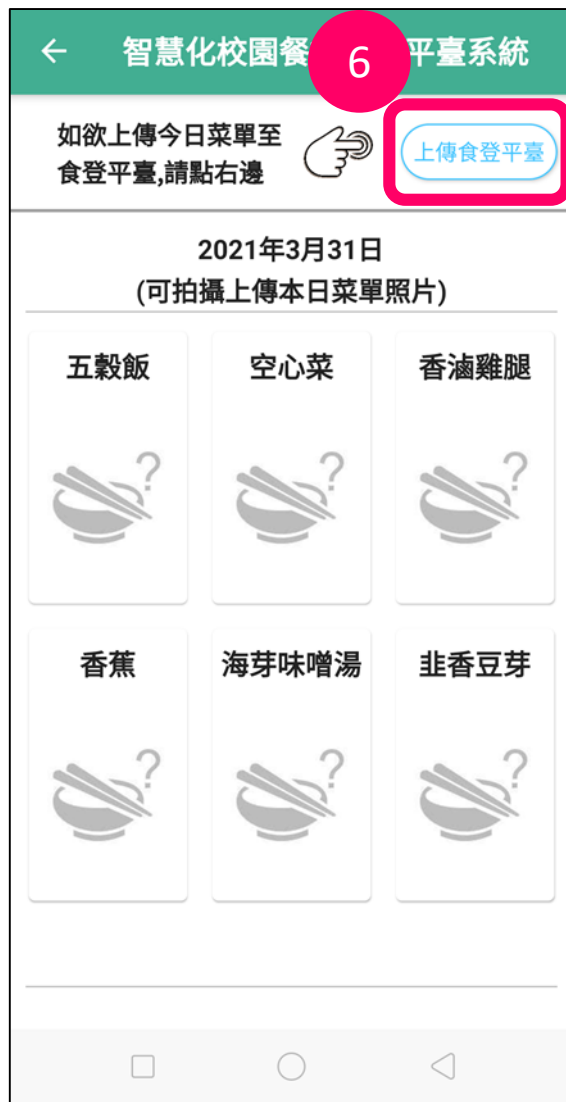 智慧化校園餐
平臺系統
6
如欲上傳今日菜單至
食登平臺,請點右邊
上傳食登平臺
2021年3月31日
(可拍攝上傳本日菜單照片)
五穀飯
空心菜
香滷雞腿
?
?
?
香蕉
海芽味噌湯
韭香豆芽
?
?
?